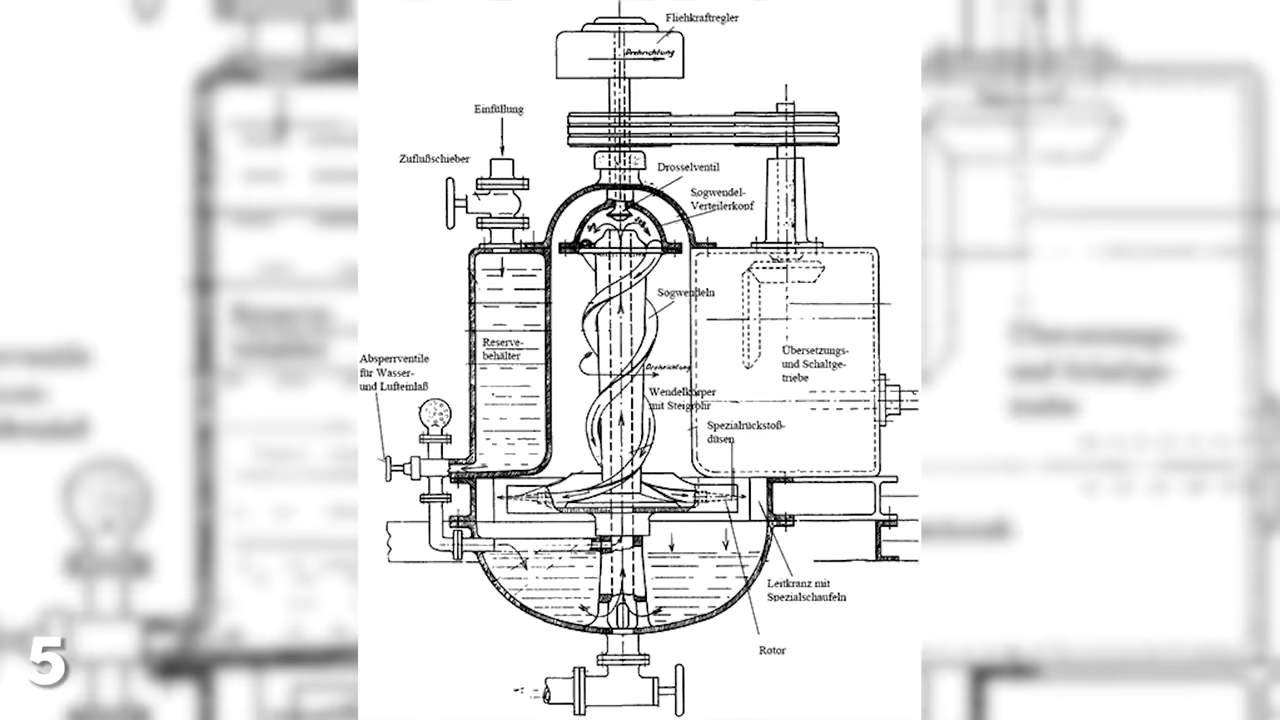 Fliehkraftregler
Drehrichtung
Einfüllung
Zuflußschieber
Drosselventil
Sogwendel-
Verteilerkopf
Sogwendeln
Reserve-
behälter
Übersetzungs-
und Schaltge-
triebe
Absperrventile
für Wasser-
und Lufteinlaß
Drehrichtung
Wendelkörper
mit Steigrohr
Spezialrückstoß-
düsen
Leitkranz mit
Spezialschaufeln
Rotor
5